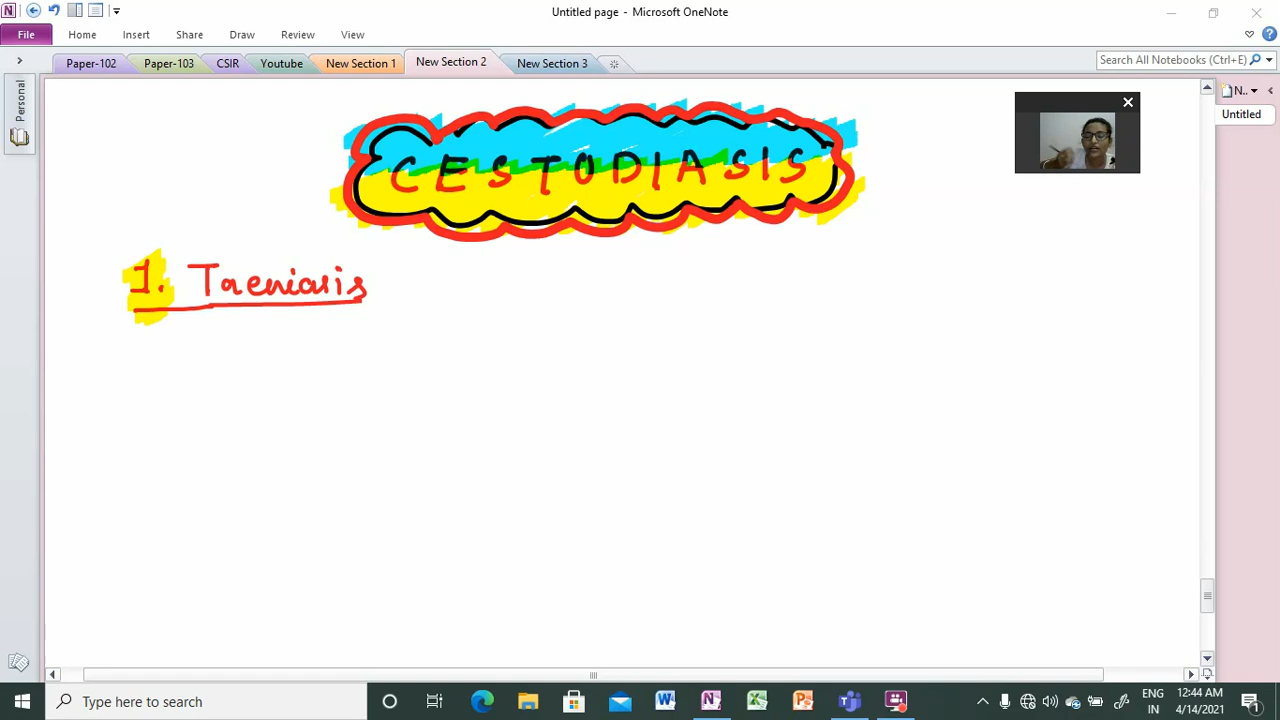 Untitled page - Microsoft OneNote
File Home Insert Share Draw Review View
Paper-102 Paper-103 CSIR Youtube New Section 1 New Section 2 New Section 3
Search All Notebooks (Ctrl+E)
Personal
N..
Untitled
CESTODIASIS
1. Taeniasis
Type here to search
ENG
IN
12:44 AM
4/14/2021